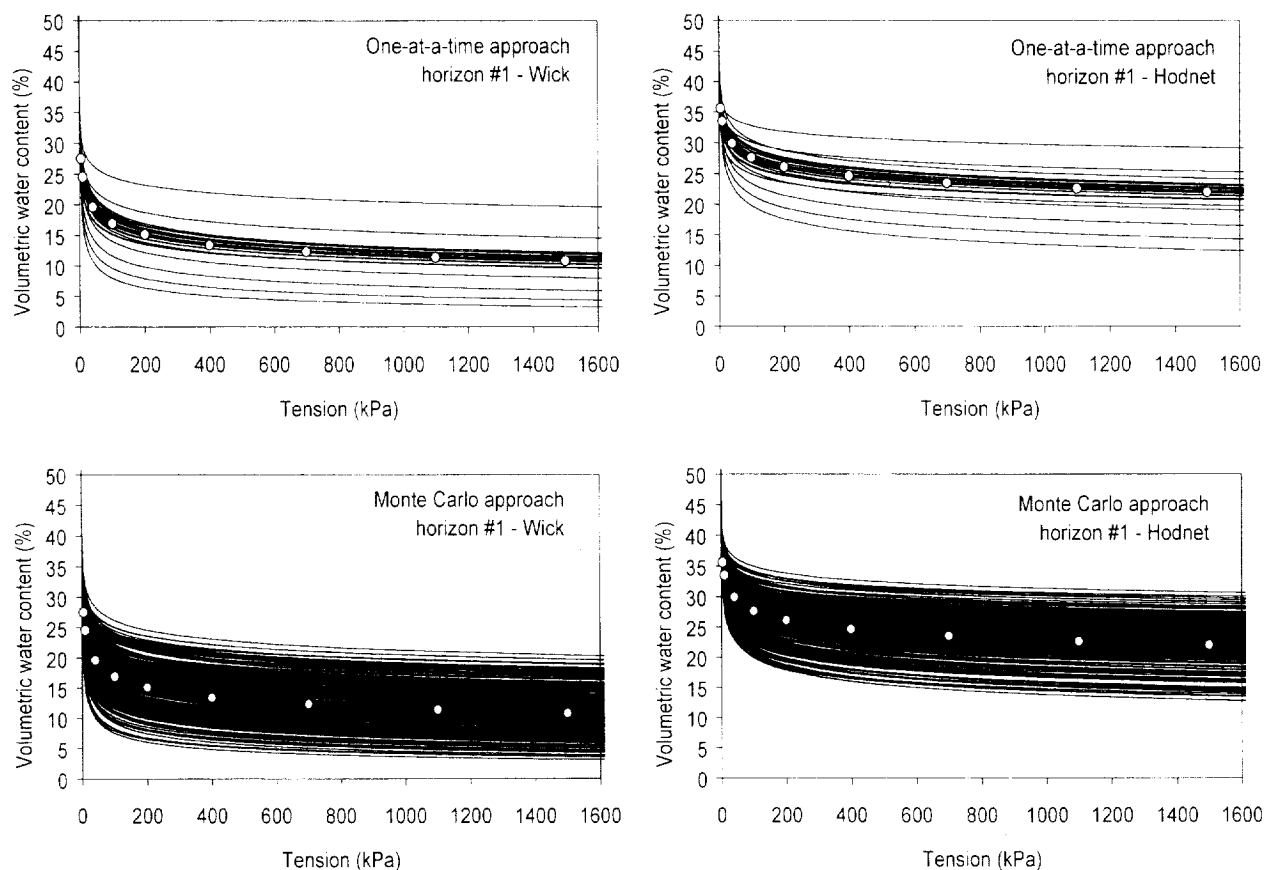 One-at-a-time approach
horizon #1 - Wick
Volumetric water content (%)
50
45
40
35
30
25
20
15
10
5
0
0 200 400 600 800 1000 1200 1400 1600
Tension (kPa)
One-at-a-time approach
horizon #1 - Hodnet
Volumetric water content (%)
50
45
40
35
30
25
20
15
10
5
0
0 200 400 600 800 1000 1200 1400 1600
Tension (kPa)
Monte Carlo approach
horizon #1 - Wick
Volumetric water content (%)
50
45
40
35
30
25
20
15
10
5
0
0 200 400 600 800 1000 1200 1400 1600
Tension (kPa)
Monte Carlo approach
horizon #1 - Hodnet
Volumetric water content (%)
50
45
40
35
30
25
20
15
10
5
0
0 200 400 600 800 1000 1200 1400 1600
Tension (kPa)